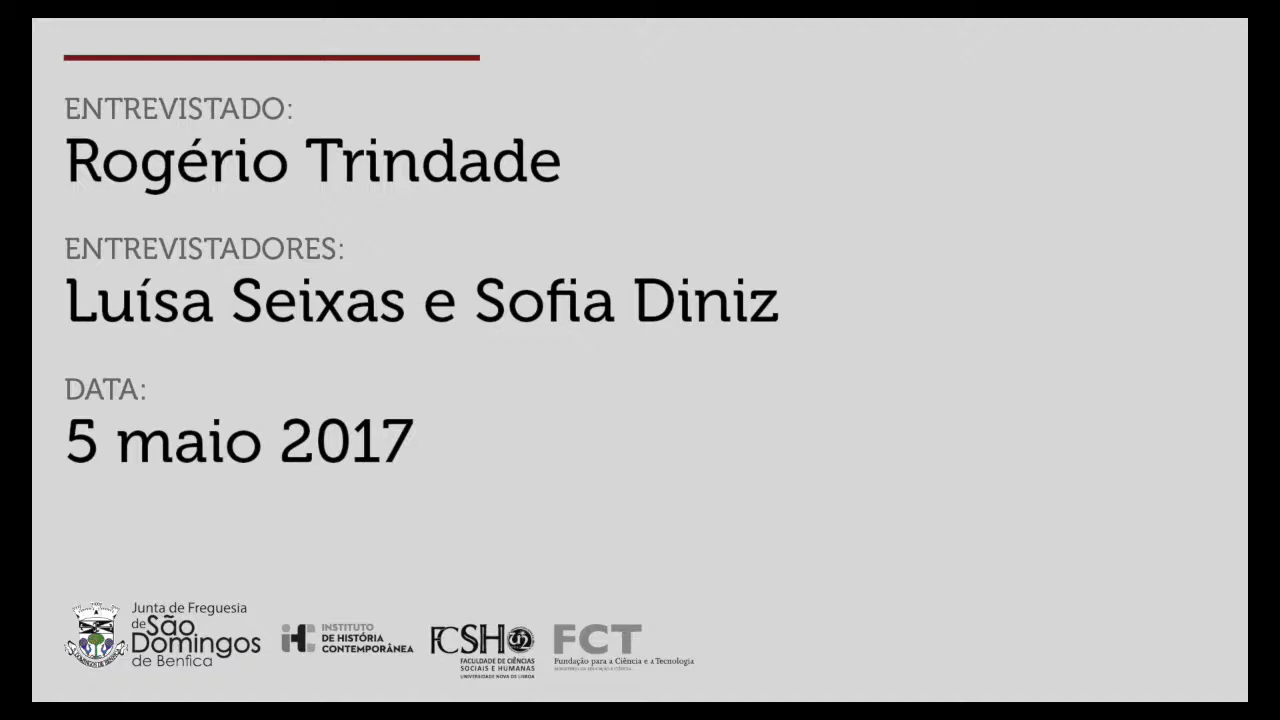 ENTREVISTADO:
Rogério Trindade
ENTREVISTADORES:
Luísa Seixas e Sofia Diniz
DATA:
5 maio 2017
Junta de Freguesia
de São
Domingos
de Benfica
INSTITUTO
DE HISTÓRIA
CONTEMPORÂNEA
FCSH
FACULDADE DE CIÊNCIAS
SOCIAIS E HUMANAS
UNIVERSIDADE NOVA DE LISBOA
FCT
Fundação para a Ciência e a Tecnologia